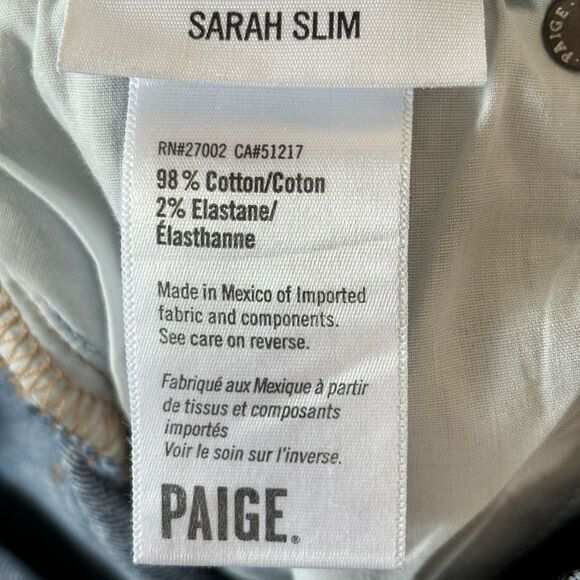 SARAH SLIM
PAIGE.
RN#27002 CA#51217
98 % Cotton/Coton
2% Elastane/
Élasthanne
Made in Mexico of Imported
fabric and components.
See care on reverse.
Fabriqué aux Mexique à partir
de tissus et composants
importés
Voir le soin sur l'inverse.
PAIGE®